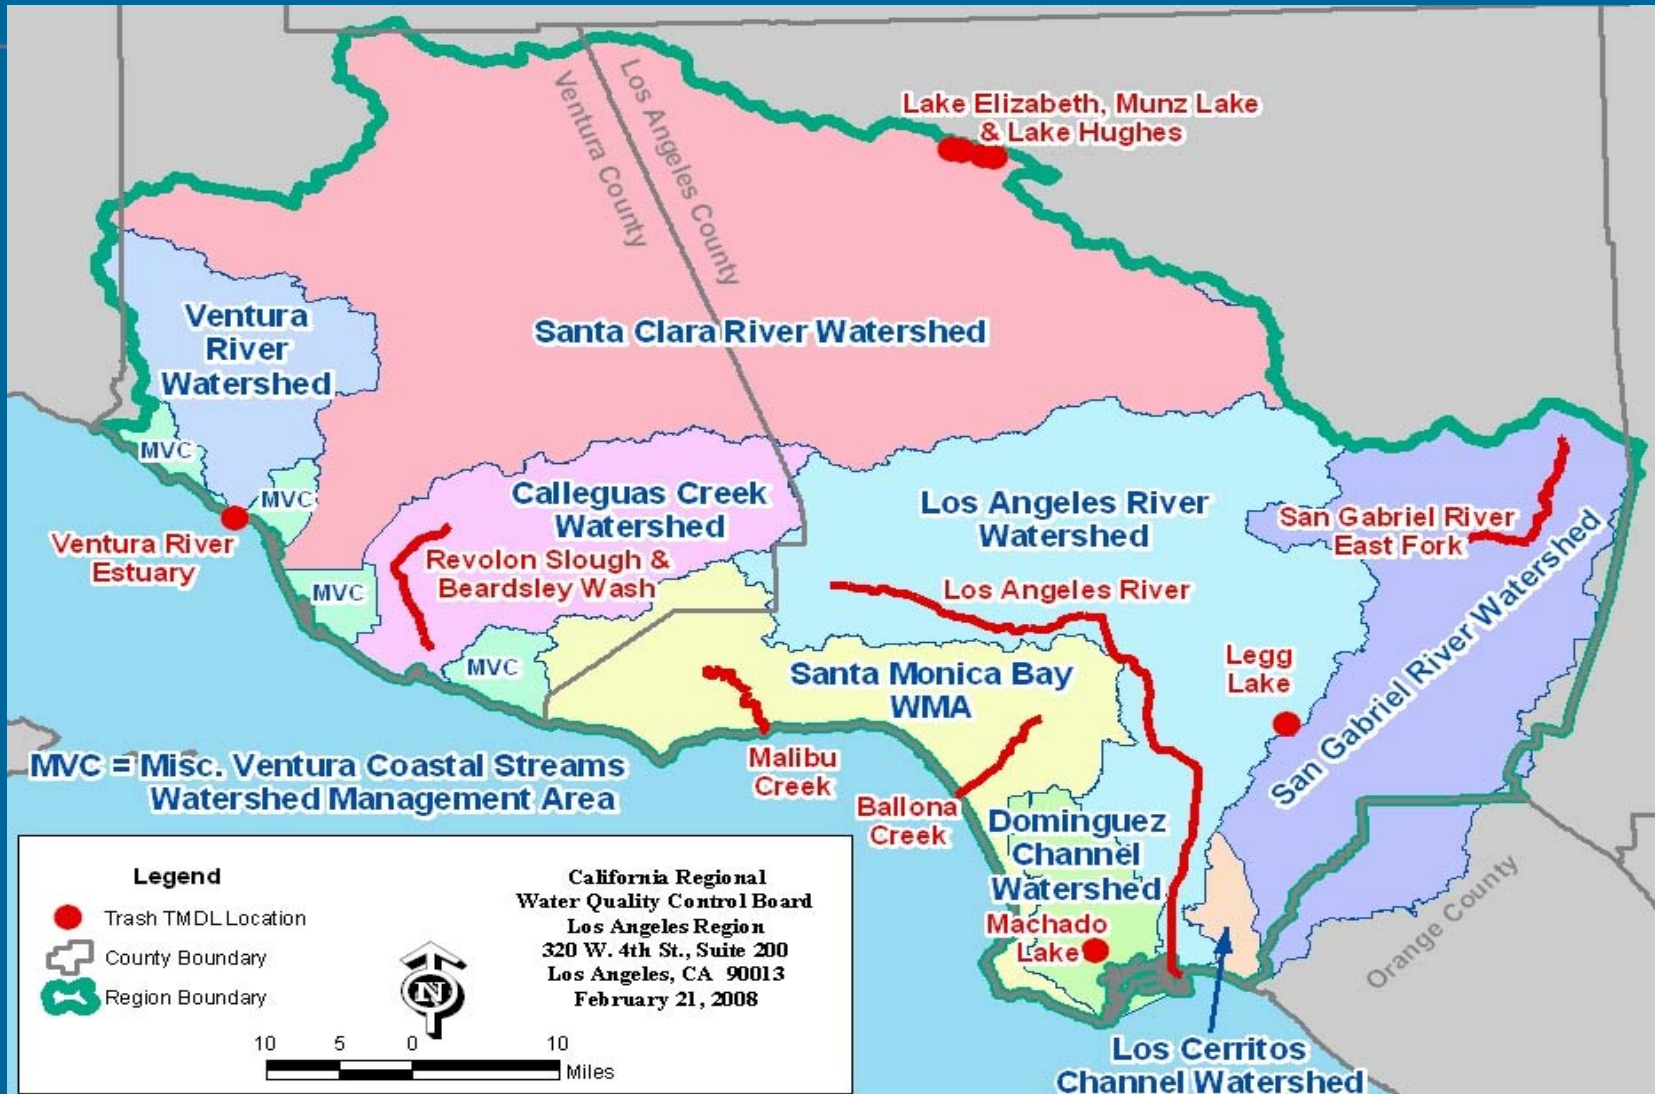 Ventura County
Los Angeles County
Lake Elizabeth, Munz Lake
& Lake Hughes
Ventura
River
Watershed
Santa Clara River Watershed
MVC
MVC
Calleguas Creek
Watershed
Los Angeles River
Watershed
San Gabriel River
East Fork
Ventura River
Estuary
Revolon Slough &
Beardsley Wash
MVC
Los Angeles River
San Gabriel River Watershed
MVC
Santa Monica Bay
WMA
Legg
Lake
MVC = Misc. Ventura Coastal Streams
Watershed Management Area
Malibu
Creek
Ballona
Creek
Dominguez
Channel
Watershed
Machado
Lake
Orange County
Los Cerritos
Channel Watershed
Legend
Trash TMDL Location
County Boundary
Region Boundary
California Regional
Water Quality Control Board
Los Angeles Region
320 W. 4th St., Suite 200
Los Angeles, CA 90013
February 21, 2008
N
10 5 0 10
Miles